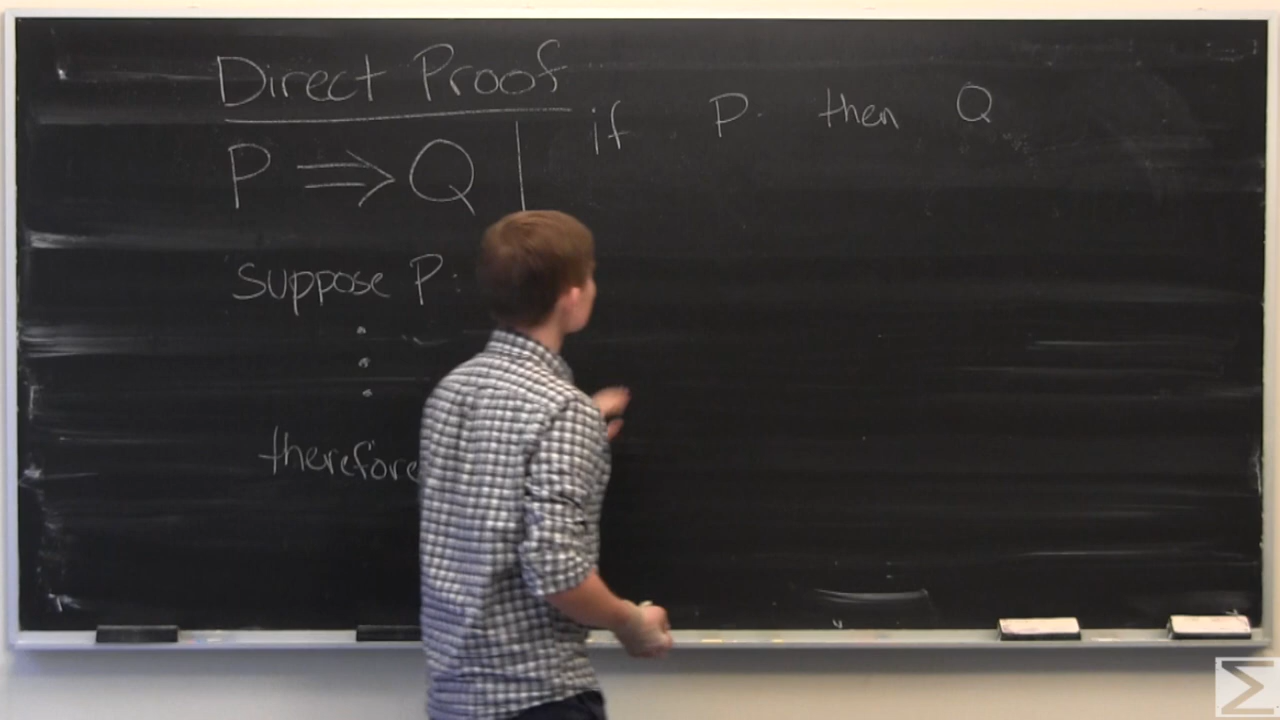 Direct Proof
P ⇒ Q
if P. then Q
suppose P.
therefore
Σ